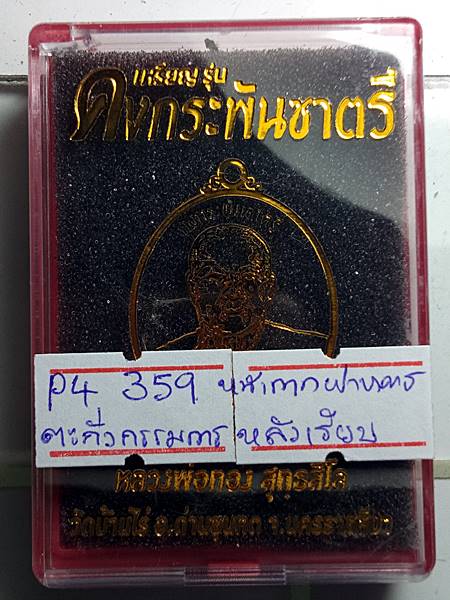 เหรียญ รุ่น
คงกระพันชาตรี
P4 359 หน้ากากฝาบาตร
ตะกั่วกรรมการ หลังเรียบ
หลวงพ่อทอง สุทธสีโล
วัดบ้านไร่ อ.ด่านขุนทด จ.นครราชสีมา